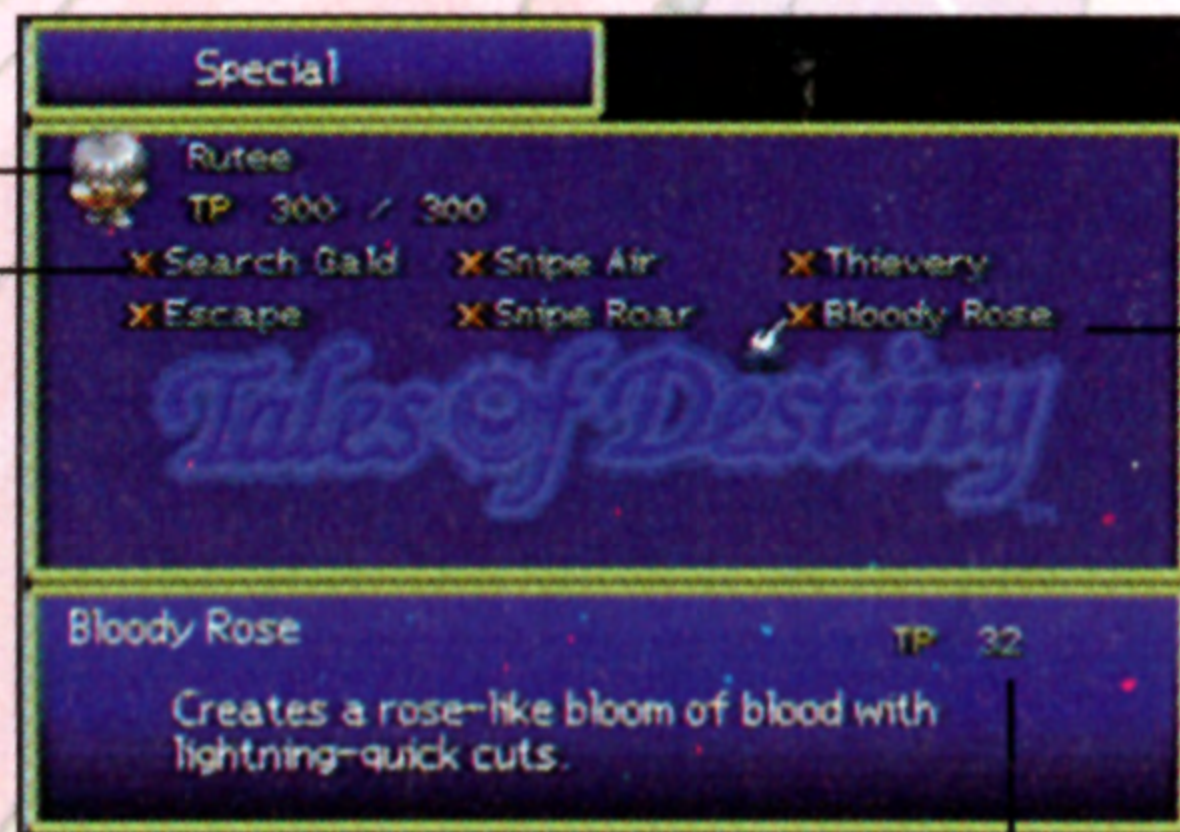 Special
Rutee
TP 300 / 300
×Search Gald ×Snipe Air ×Thievery
×Escape ×Snipe Roar ×Bloody Rose
Tales of Destiny
TM
Bloody Rose TP 32
Creates a rose-like bloom of blood with
lightning-quick cuts.